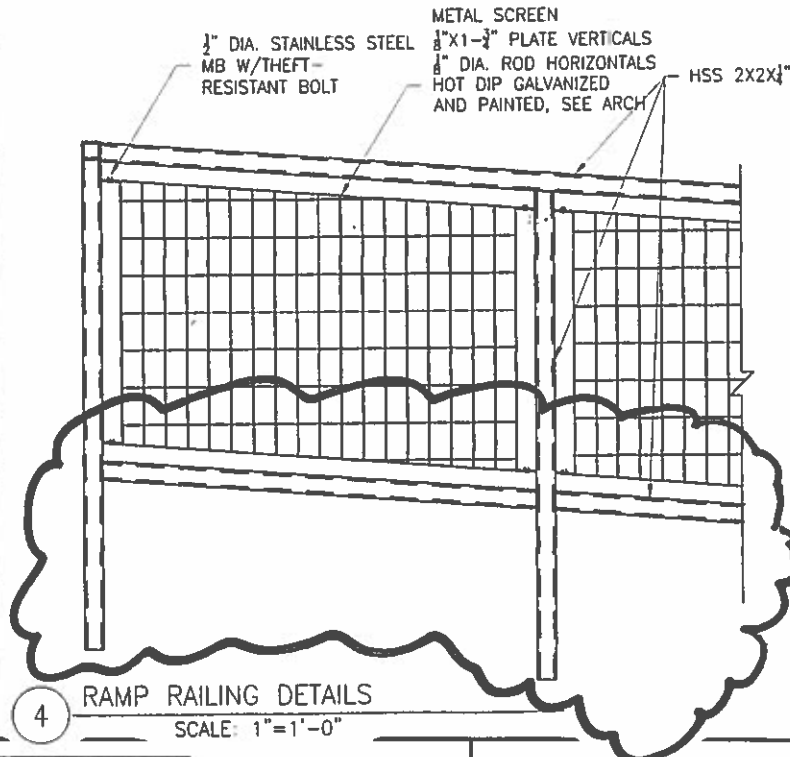 ½" DIA. STAINLESS STEEL
MB W/THEFT-
RESISTANT BOLT
METAL SCREEN
⅛"X1-¾" PLATE VERTICALS
⅛" DIA. ROD HORIZONTALS
HOT DIP GALVANIZED
AND PAINTED, SEE ARCH
HSS 2X2X¼"
4
RAMP RAILING DETAILS
SCALE: 1"=1'-0"